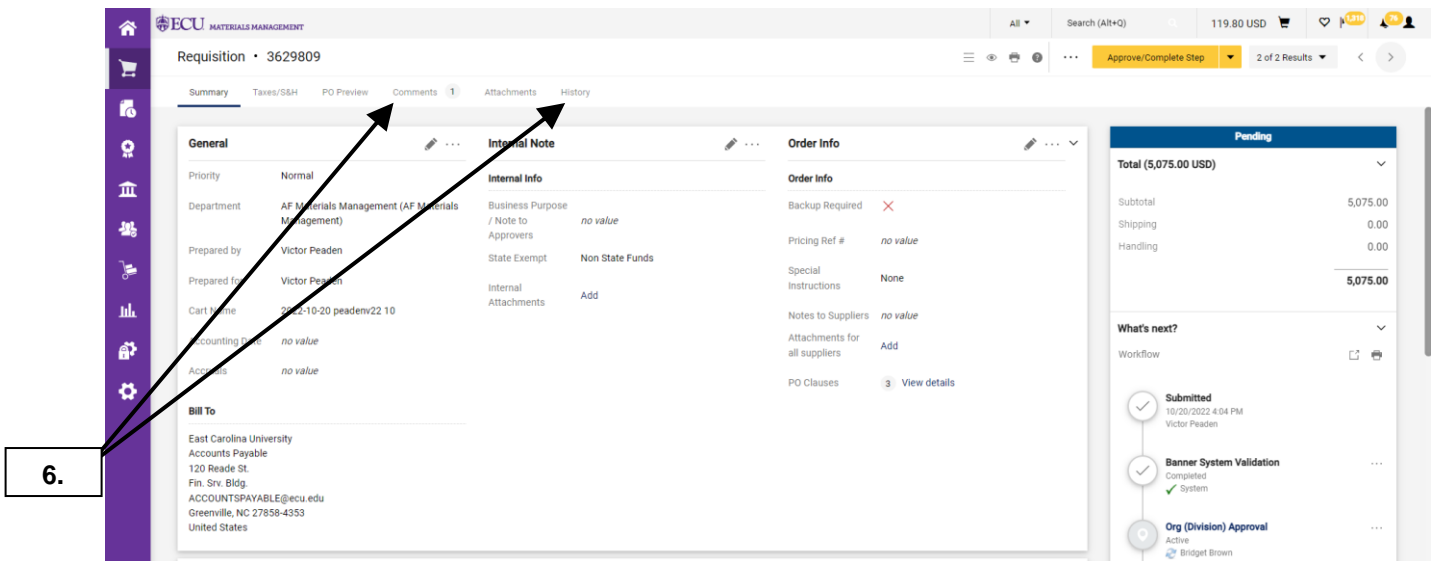 ECU MATERIALS MANAGEMENT
All
Search (Alt+Q)
119.80 USD
Requisition • 3629809
Approve/Complete Step
2 of 2 Results
Summary
Taxes/S&H
PO Preview
Comments 1
Attachments
History
General
Priority Normal
Department AF Materials Management (AF Materials
Management)
Prepared by Victor Peaden
Prepared for Victor Peaden
Cart Name 2022-10-20 peadenv22 10
Accounting Date no value
Accruals no value
Bill To
East Carolina University
Accounts Payable
120 Reade St.
Fin. Srv. Bldg.
ACCOUNTSPAYABLE@ecu.edu
Greenville, NC 27858-4353
United States
Internal Note
Internal Info
Business Purpose
/ Note to no value
Approvers
State Exempt Non State Funds
Internal
Attachments Add
Order Info
Order Info
Backup Required
Pricing Ref # no value
Special
Instructions None
Notes to Suppliers no value
Attachments for
all suppliers Add
PO Clauses 3 View details
Pending
Total (5,075.00 USD)
Subtotal 5,075.00
Shipping 0.00
Handling 0.00
5,075.00
What's next?
Workflow
Submitted
10/20/2022 4:04 PM
Victor Peaden
Banner System Validation
Completed
System
Org (Division) Approval
Active
Bridget Brown
6.